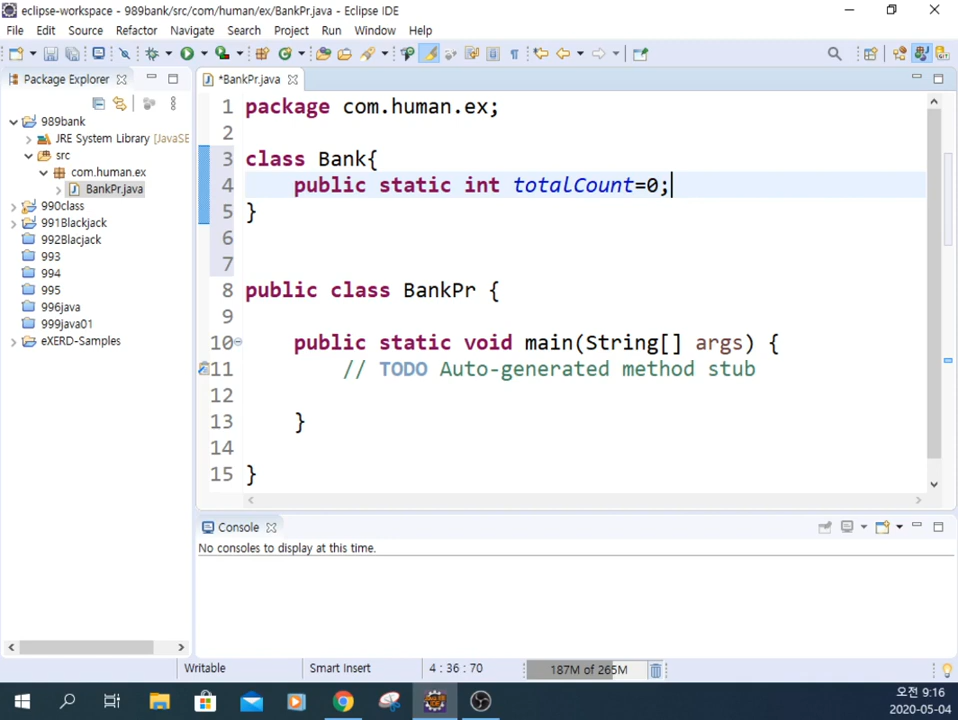 eclipse-workspace - 989bank/src/com/human/ex/BankPr.java - Eclipse IDE
File Edit Source Refactor Navigate Search Project Run Window Help
Package Explorer
989bank
JRE System Library [JavaSE
src
com.human.ex
BankPr.java
990class
991Blackjack
992Blacjack
993
994
995
996java
999java01
eXERD-Samples
*BankPr.java
1 package com.human.ex;
2
3 class Bank{
4 public static int totalCount=0;
5 }
6
7
8 public class BankPr {
9
10 public static void main(String[] args) {
11 // TODO Auto-generated method stub
12
13 }
14
15 }
Console
No consoles to display at this time.
Writable Smart Insert 4 : 36 : 70 187M of 265M
오전 9:16
2020-05-04